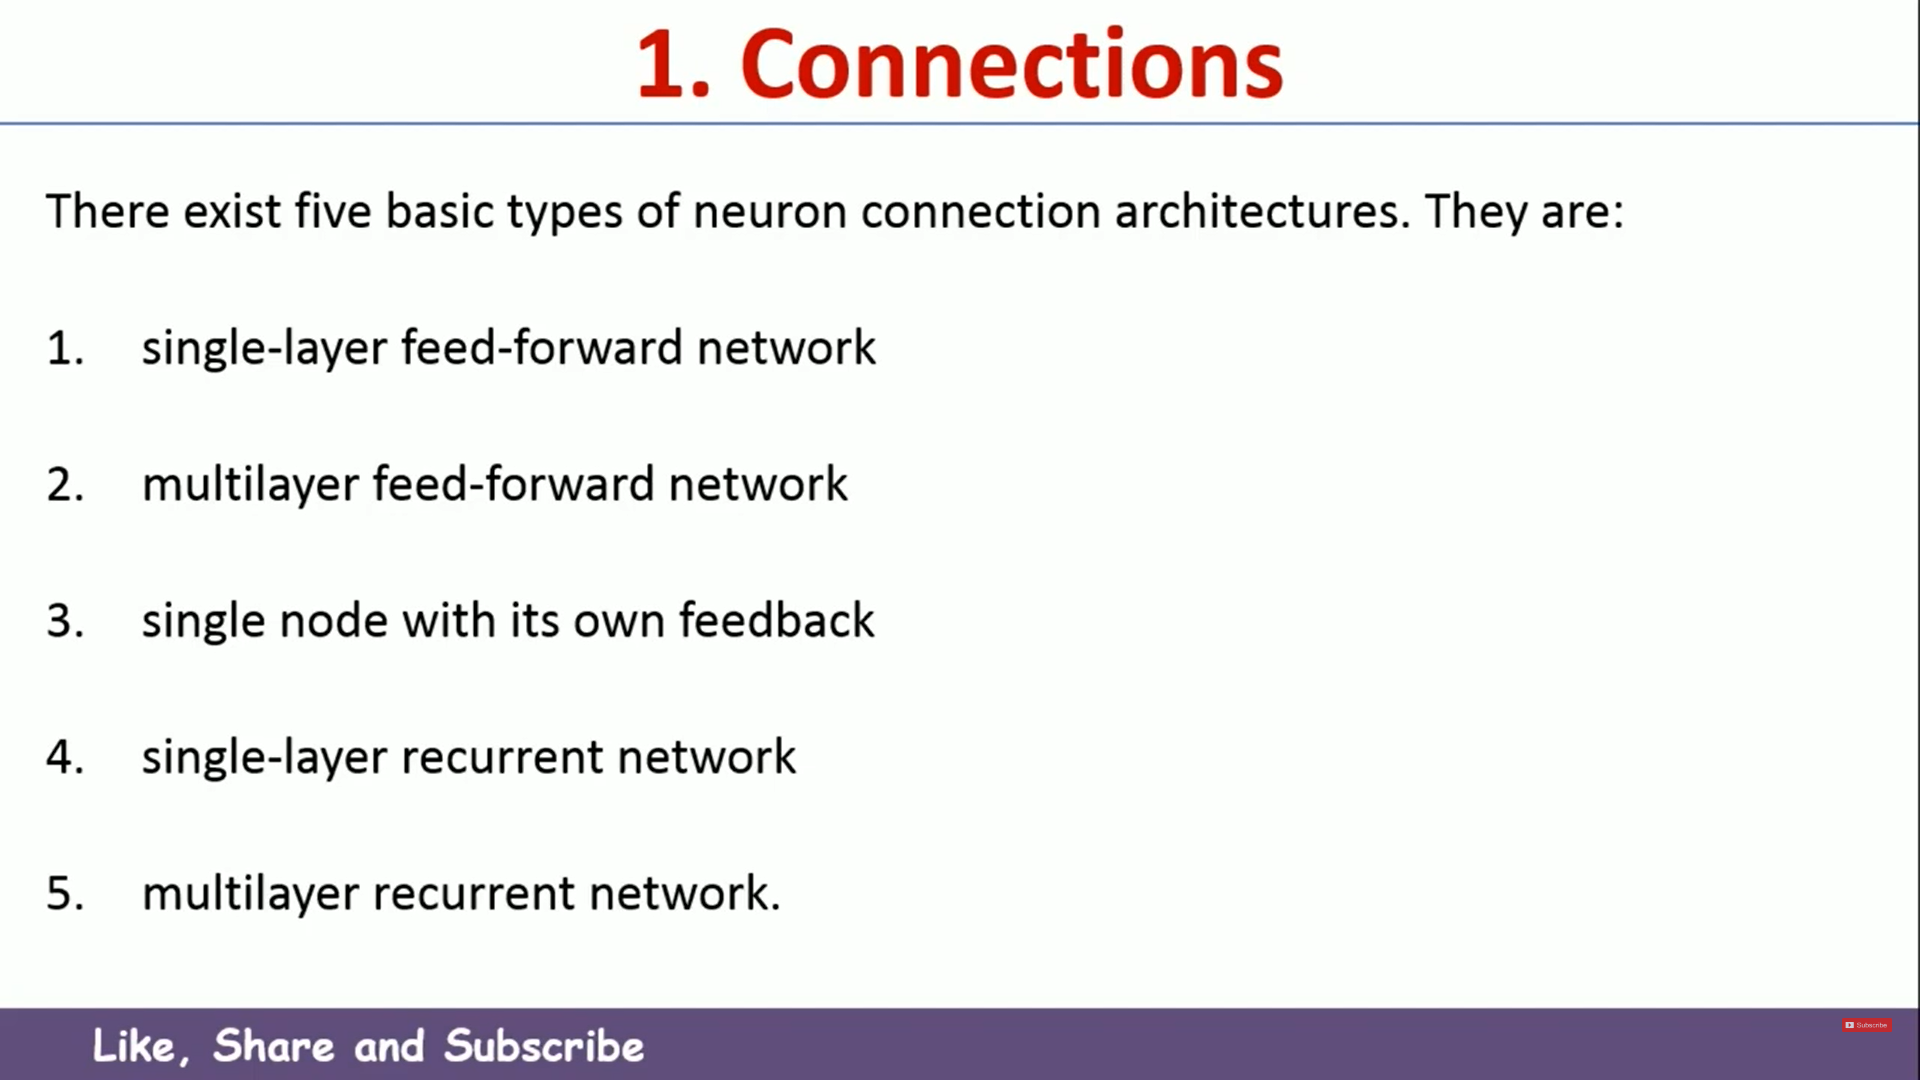 1. Connections
There exist five basic types of neuron connection architectures. They are:
1. single-layer feed-forward network
2. multilayer feed-forward network
3. single node with its own feedback
4. single-layer recurrent network
5. multilayer recurrent network.
Subscribe
Like, Share and Subscribe